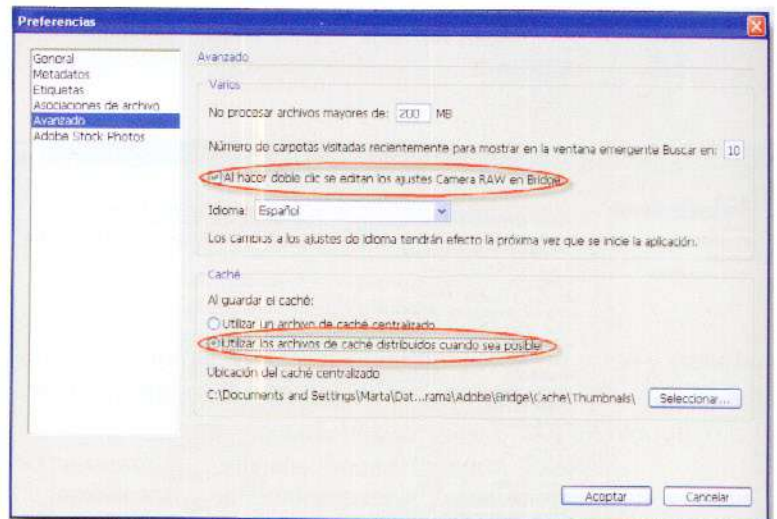 Preferencias
General
Metadatos
Etiquetas
Asociaciones de archivo
Avanzado
Adobe Stock Photos
Avanzado
Varios
No procesar archivos mayores de: 200 MB
Número de carpetas visitadas recientemente para mostrar en la ventana emergente Buscar en: 10
Al hacer doble clic se editan los ajustes Camera RAW en Bridge
Idioma: Español
Los cambios a los ajustes de idioma tendrán efecto la próxima vez que se inicie la aplicación.
Caché
Al guardar el caché:
Utilizar un archivo de caché centralizado
Utilizar los archivos de caché distribuidos cuando sea posible
Ubicación del caché centralizado
C:\Documents and Settings\Marta\Dat...rama\Adobe\Bridge\Cache\Thumbnails\ Seleccionar...
Aceptar Cancelar